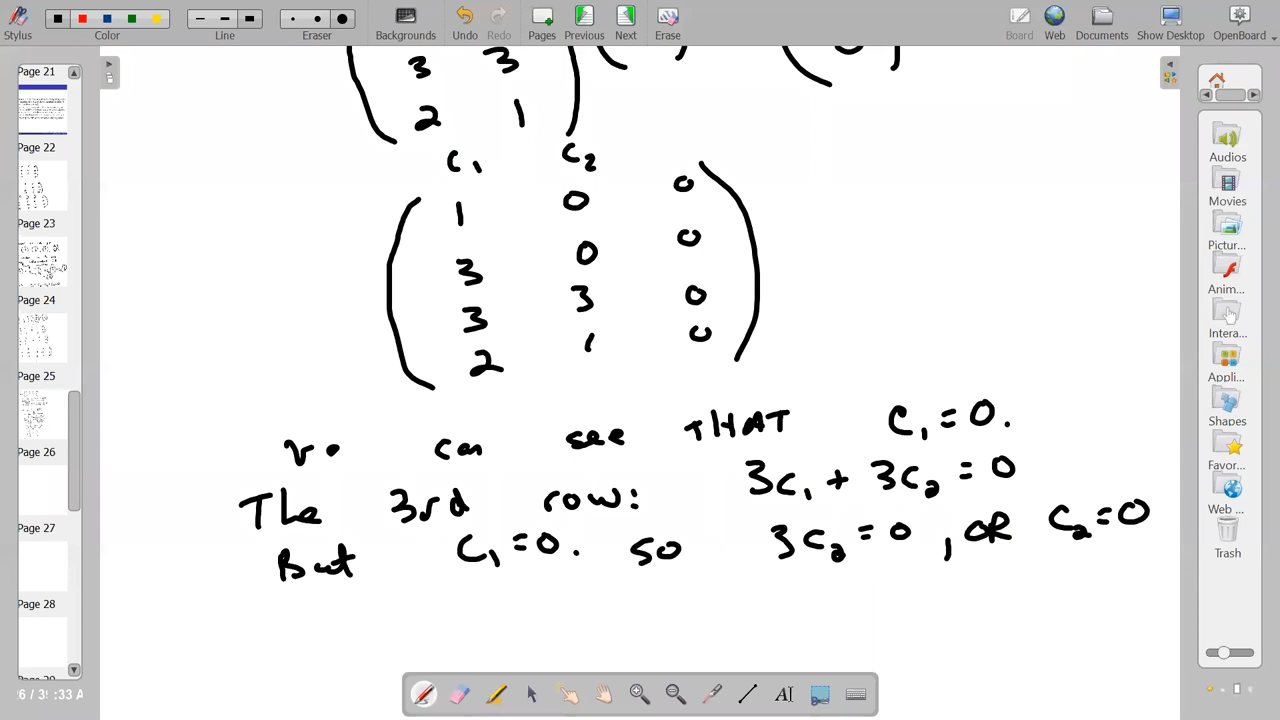 Stylus Color Line Eraser Backgrounds Undo Redo Pages Previous Next Erase Board Web Documents Show Desktop OpenBoard
Page 21
Page 22
Page 23
Page 24
Page 25
Page 26
Page 27
Page 28
3 3
2 1
c₁ c₂
1 0 0
3 0 0
3 3 0
2 1 0
can see THAT C₁ = 0.
The 3rd row: 3c₁ + 3c₂ = 0
But C₁ = 0. so 3c₂ = 0, OR C₂ = 0
Audios
Movies
Pictur...
Anim...
Intera...
Appli...
Shapes
Favor...
Web ...
Trash